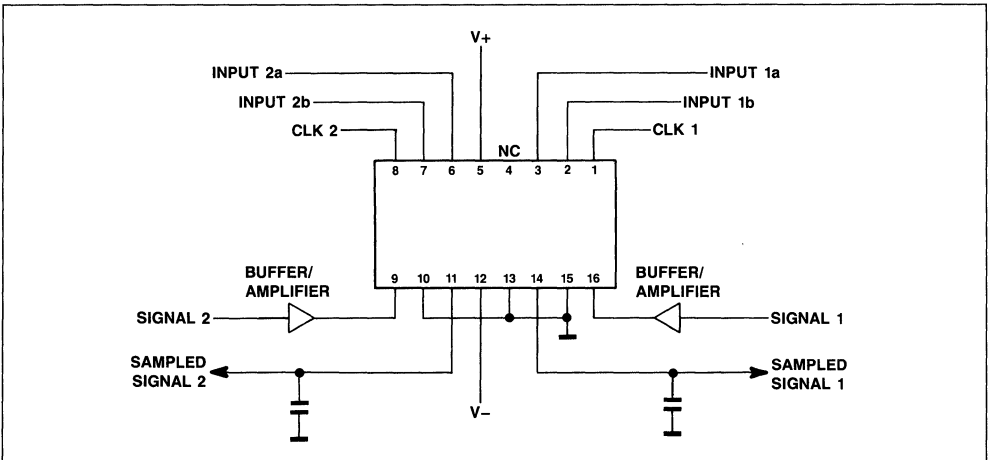 V+
INPUT 2a
INPUT 1a
INPUT 2b
INPUT 1b
CLK 2
CLK 1
NC
8 7 6 5 4 3 2 1
9 10 11 12 13 14 15 16
BUFFER/
AMPLIFIER
BUFFER/
AMPLIFIER
SIGNAL 2
SIGNAL 1
SAMPLED
SIGNAL 2
SAMPLED
SIGNAL 1
V−